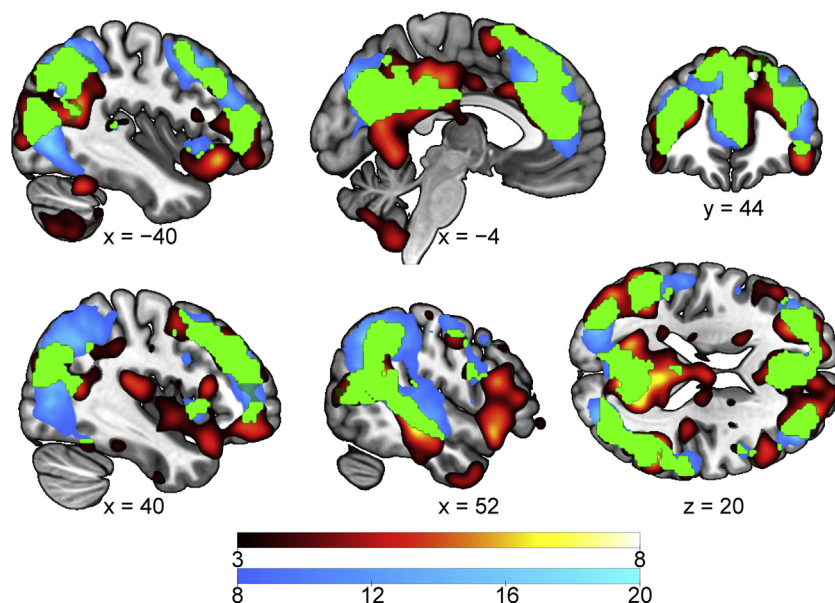 x = −40
x = −4
y = 44
x = 40
x = 52
z = 20
3
8
8
12
16
20